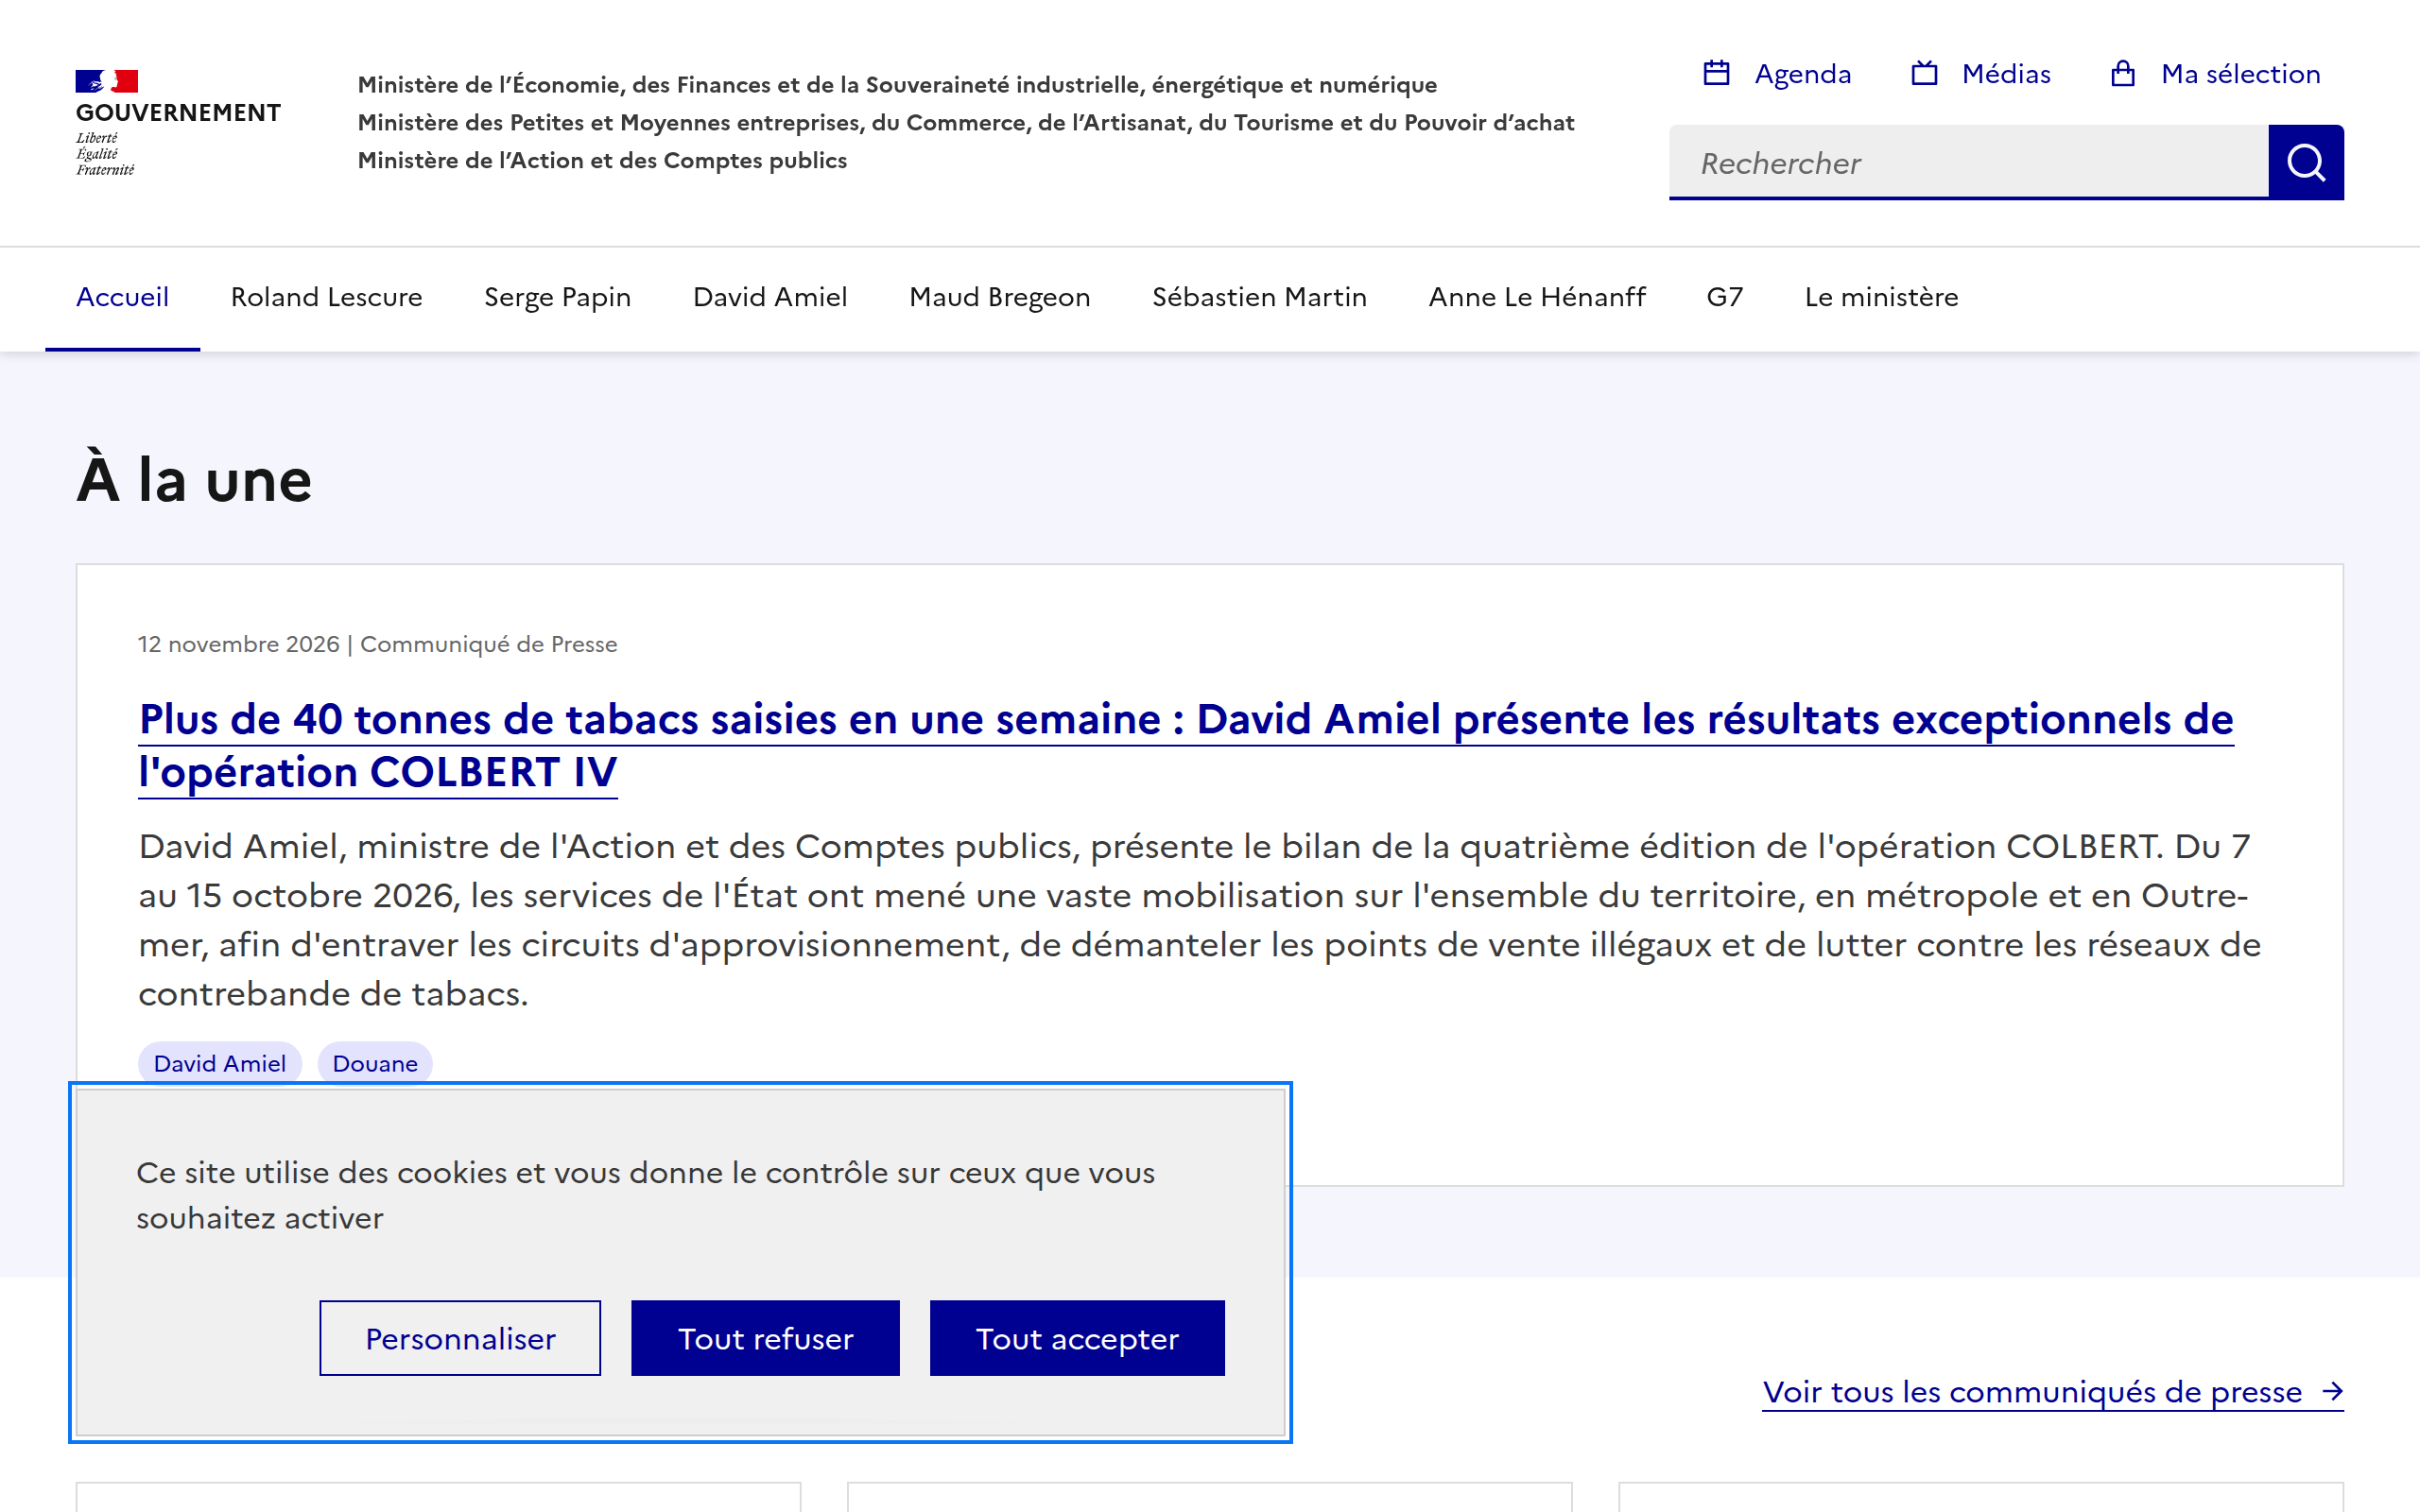 GOUVERNEMENT
Liberté
Égalité
Fraternité
Ministère de l’Économie, des Finances et de la Souveraineté industrielle, énergétique et numérique
Ministère des Petites et Moyennes entreprises, du Commerce, de l’Artisanat, du Tourisme et du Pouvoir d’achat
Ministère de l’Action et des Comptes publics
Agenda Médias Ma sélection
Rechercher
Accueil Roland Lescure Serge Papin David Amiel Maud Bregeon Sébastien Martin Anne Le Hénanff G7 Le ministère
À la une
12 novembre 2026 | Communiqué de Presse
Plus de 40 tonnes de tabacs saisies en une semaine : David Amiel présente les résultats exceptionnels de
l'opération COLBERT IV
David Amiel, ministre de l'Action et des Comptes publics, présente le bilan de la quatrième édition de l'opération COLBERT. Du 7
au 15 octobre 2026, les services de l'État ont mené une vaste mobilisation sur l'ensemble du territoire, en métropole et en Outre-
mer, afin d'entraver les circuits d'approvisionnement, de démanteler les points de vente illégaux et de lutter contre les réseaux de
contrebande de tabacs.
David Amiel Douane
Ce site utilise des cookies et vous donne le contrôle sur ceux que vous
souhaitez activer
Personnaliser Tout refuser Tout accepter
Voir tous les communiqués de presse